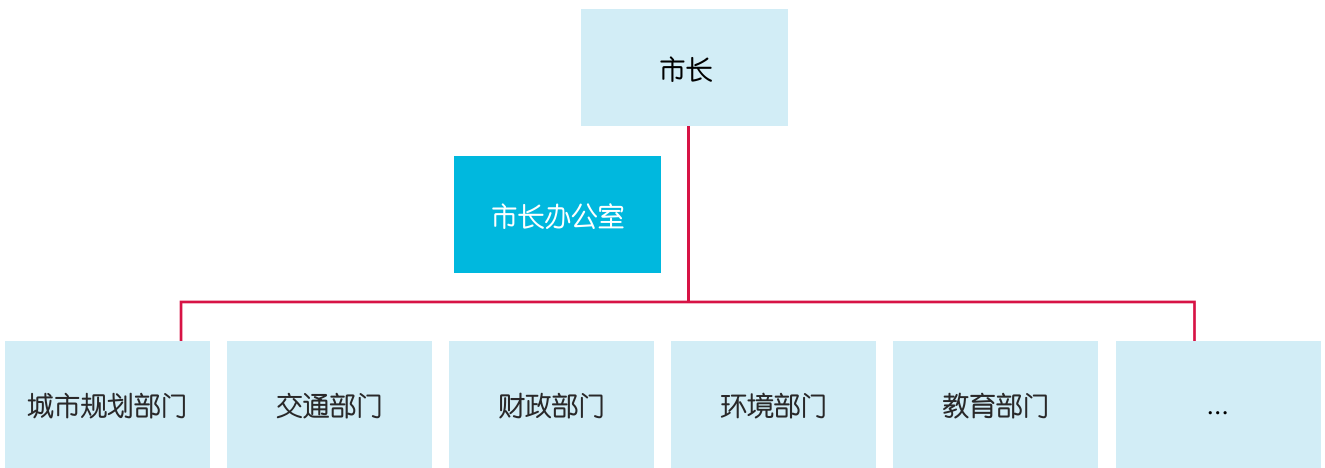 市长
市长办公室
城市规划部门
交通部门
财政部门
环境部门
教育部门
...